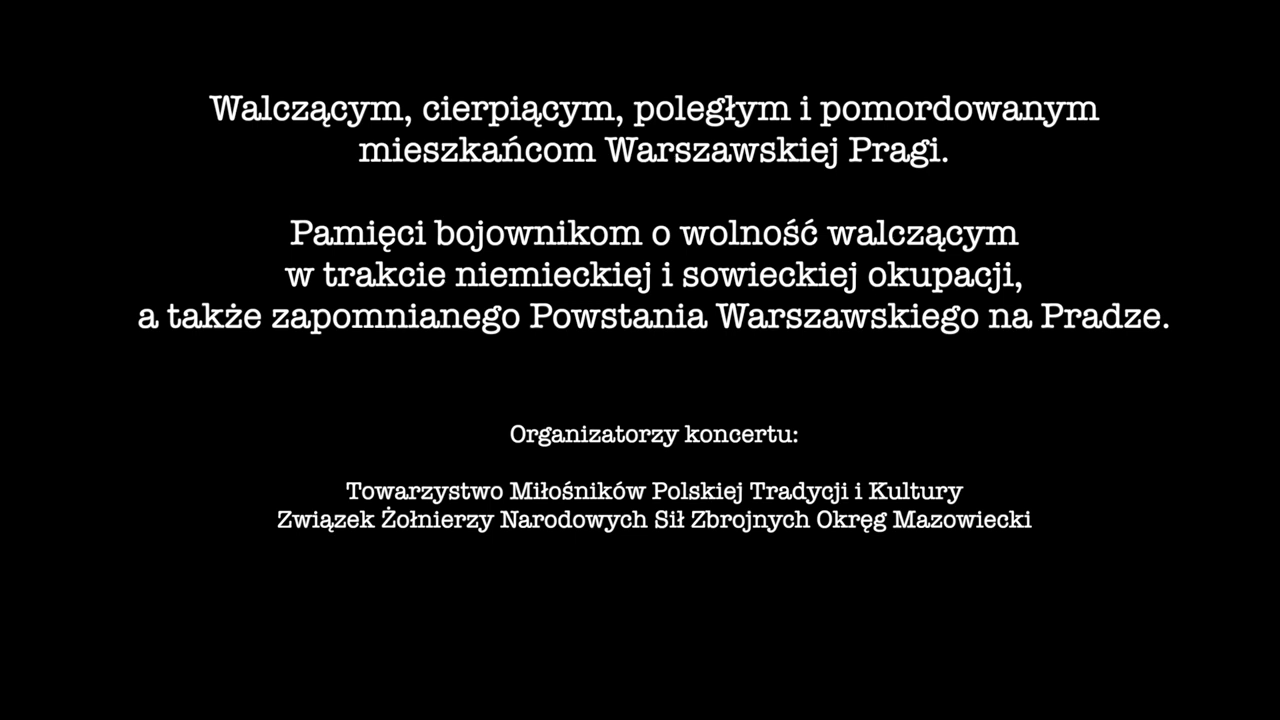 Walczącym, cierpiącym, poległym i pomordowanym
mieszkańcom Warszawskiej Pragi.
Pamięci bojownikom o wolność walczącym
w trakcie niemieckiej i sowieckiej okupacji,
a także zapomnianego Powstania Warszawskiego na Pradze.
Organizatorzy koncertu:
Towarzystwo Miłośników Polskiej Tradycji i Kultury
Związek Żołnierzy Narodowych Sił Zbrojnych Okręg Mazowiecki